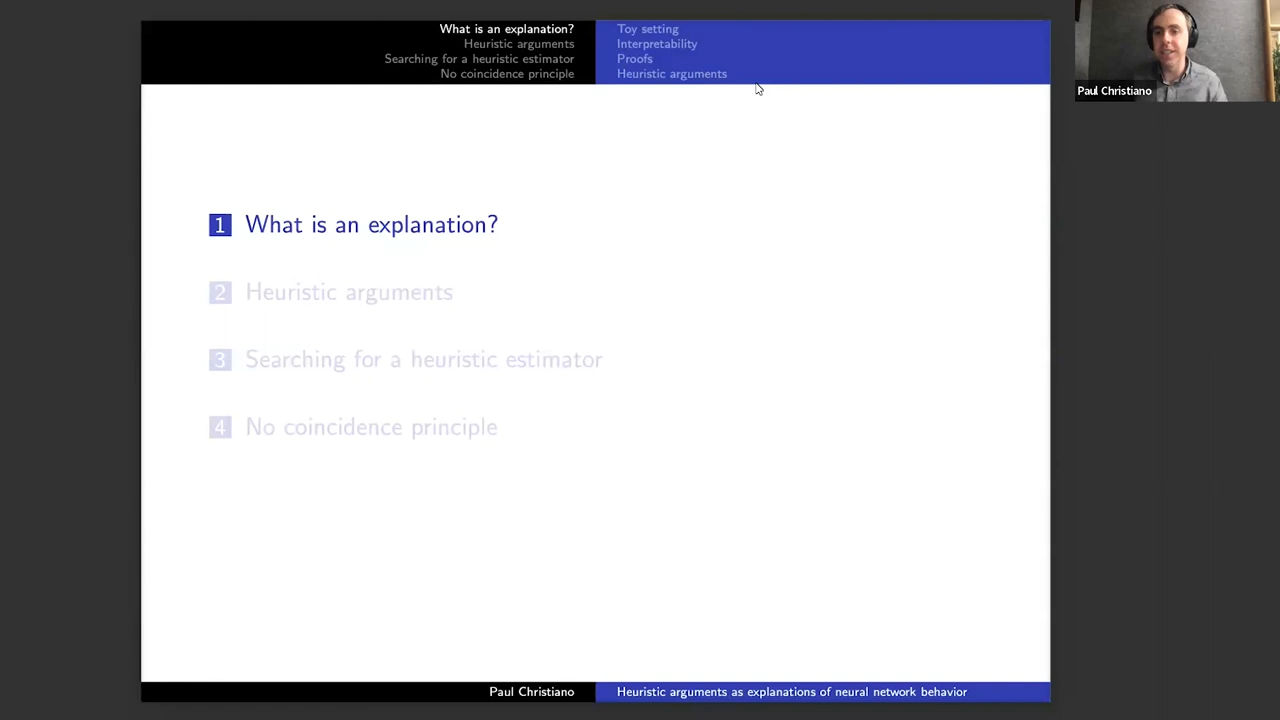 What is an explanation?
Heuristic arguments
Searching for a heuristic estimator
No coincidence principle
Toy setting
Interpretability
Proofs
Heuristic arguments
Paul Christiano
1 What is an explanation?
2 Heuristic arguments
3 Searching for a heuristic estimator
4 No coincidence principle
Paul Christiano
Heuristic arguments as explanations of neural network behavior